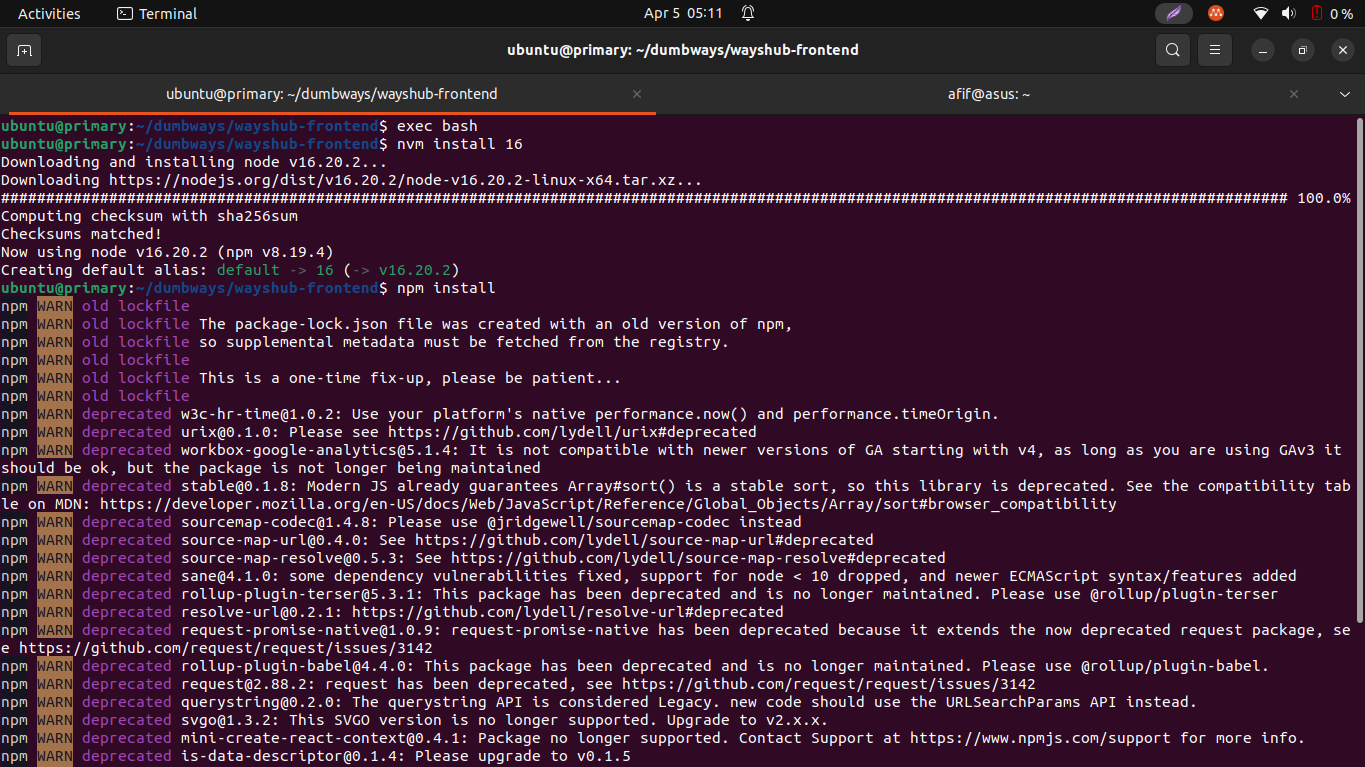 Activities Terminal Apr 5 05:11 0 %
ubuntu@primary: ~/dumbways/wayshub-frontend
ubuntu@primary: ~/dumbways/wayshub-frontend afif@asus: ~
ubuntu@primary:~/dumbways/wayshub-frontend$ exec bash
ubuntu@primary:~/dumbways/wayshub-frontend$ nvm install 16
Downloading and installing node v16.20.2...
Downloading https://nodejs.org/dist/v16.20.2/node-v16.20.2-linux-x64.tar.xz...
############################################################################################################################################### 100.0%
Computing checksum with sha256sum
Checksums matched!
Now using node v16.20.2 (npm v8.19.4)
Creating default alias: default -> 16 (-> v16.20.2)
ubuntu@primary:~/dumbways/wayshub-frontend$ npm install
npm WARN old lockfile
npm WARN old lockfile The package-lock.json file was created with an old version of npm,
npm WARN old lockfile so supplemental metadata must be fetched from the registry.
npm WARN old lockfile
npm WARN old lockfile This is a one-time fix-up, please be patient...
npm WARN old lockfile
npm WARN deprecated w3c-hr-time@1.0.2: Use your platform's native performance.now() and performance.timeOrigin.
npm WARN deprecated urix@0.1.0: Please see https://github.com/lydell/urix#deprecated
npm WARN deprecated workbox-google-analytics@5.1.4: It is not compatible with newer versions of GA starting with v4, as long as you are using GAv3 it
should be ok, but the package is not longer being maintained
npm WARN deprecated stable@0.1.8: Modern JS already guarantees Array#sort() is a stable sort, so this library is deprecated. See the compatibility tab
le on MDN: https://developer.mozilla.org/en-US/docs/Web/JavaScript/Reference/Global_Objects/Array/sort#browser_compatibility
npm WARN deprecated sourcemap-codec@1.4.8: Please use @jridgewell/sourcemap-codec instead
npm WARN deprecated source-map-url@0.4.0: See https://github.com/lydell/source-map-url#deprecated
npm WARN deprecated source-map-resolve@0.5.3: See https://github.com/lydell/source-map-resolve#deprecated
npm WARN deprecated sane@4.1.0: some dependency vulnerabilities fixed, support for node < 10 dropped, and newer ECMAScript syntax/features added
npm WARN deprecated rollup-plugin-terser@5.3.1: This package has been deprecated and is no longer maintained. Please use @rollup/plugin-terser
npm WARN deprecated resolve-url@0.2.1: https://github.com/lydell/resolve-url#deprecated
npm WARN deprecated request-promise-native@1.0.9: request-promise-native has been deprecated because it extends the now deprecated request package, se
e https://github.com/request/request/issues/3142
npm WARN deprecated rollup-plugin-babel@4.4.0: This package has been deprecated and is no longer maintained. Please use @rollup/plugin-babel.
npm WARN deprecated request@2.88.2: request has been deprecated, see https://github.com/request/request/issues/3142
npm WARN deprecated querystring@0.2.0: The querystring API is considered Legacy. new code should use the URLSearchParams API instead.
npm WARN deprecated svgo@1.3.2: This SVGO version is no longer supported. Upgrade to v2.x.x.
npm WARN deprecated mini-create-react-context@0.4.1: Package no longer supported. Contact Support at https://www.npmjs.com/support for more info.
npm WARN deprecated is-data-descriptor@0.1.4: Please upgrade to v0.1.5